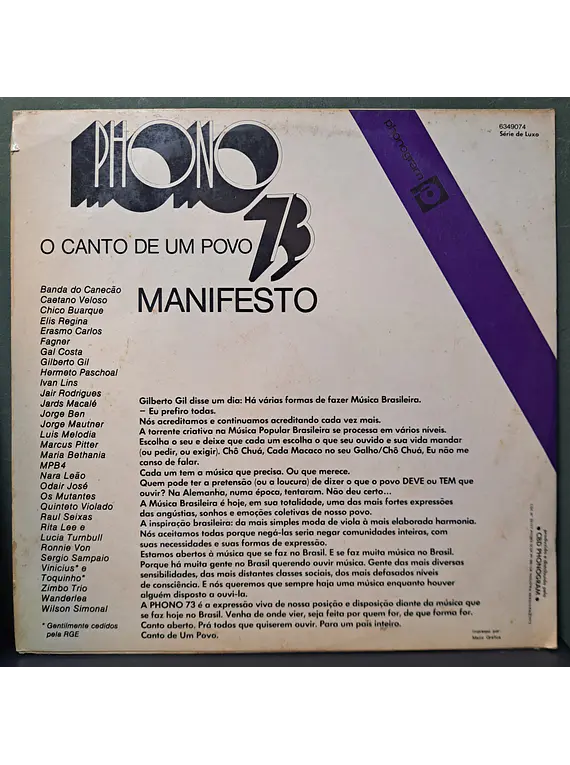 PHONO 73
O CANTO DE UM POVO
MANIFESTO
phonogram
6349074
Série de Luxo
Banda do Canecão
Caetano Veloso
Chico Buarque
Elis Regina
Erasmo Carlos
Fagner
Gal Costa
Gilberto Gil
Hermeto Paschoal
Ivan Lins
Jair Rodrigues
Jards Macalé
Jorge Ben
Jorge Mautner
Luis Melodia
Marcus Pitter
Maria Bethania
MPB4
Nara Leão
Odair José
Os Mutantes
Quinteto Violado
Raul Seixas
Rita Lee e
Lucia Turnbull
Ronnie Von
Sergio Sampaio
Vinicius* e
Toquinho*
Zimbo Trio
Wanderlea
Wilson Simonal
* Gentilmente cedidos
pela RGE
Gilberto Gil disse um dia: Há várias formas de fazer Música Brasileira.
— Eu prefiro todas.
Nós acreditamos e continuamos acreditando cada vez mais.
A torrente criativa na Música Popular Brasileira se processa em vários níveis.
Escolha o seu e deixe que cada um escolha o que seu ouvido e sua vida mandar
(ou pedir, ou exigir). Chô Chuá, Cada Macaco no seu Galho/Chô Chuá, Eu não me
canso de falar.
Cada um tem a música que precisa. Ou que merece.
Quem pode ter a pretensão (ou a loucura) de dizer o que o povo DEVE ou TEM que
ouvir? Na Alemanha, numa época, tentaram. Não deu certo...
A Música Brasileira é hoje, em sua totalidade, uma das mais fortes expressões
das angústias, sonhos e emoções coletivas de nosso povo.
A inspiração brasileira: da mais simples moda de viola à mais elaborada harmonia.
Nós aceitamos todas porque negá-las seria negar comunidades inteiras, com
suas necessidades e suas formas de expressão.
Estamos abertos à música que se faz no Brasil. E se faz muita música no Brasil.
Porque há muita gente no Brasil querendo ouvir música. Gente das mais diversas
sensibilidades, das mais distantes classes sociais, dos mais defasados níveis
de consciência. E nós queremos que sempre haja uma música enquanto houver
alguém disposto a ouvi-la.
A PHONO 73 é a expressão viva de nossa posição e disposição diante da música que
se faz hoje no Brasil. Venha de onde vier, seja feita por quem for, de que forma for.
Canto aberto. Prá todos que quiserem ouvir. Para um país inteiro.
Canto de Um Povo.
produzido e distribuído pela
● CBD PHONOGRAM ●
Impresso por